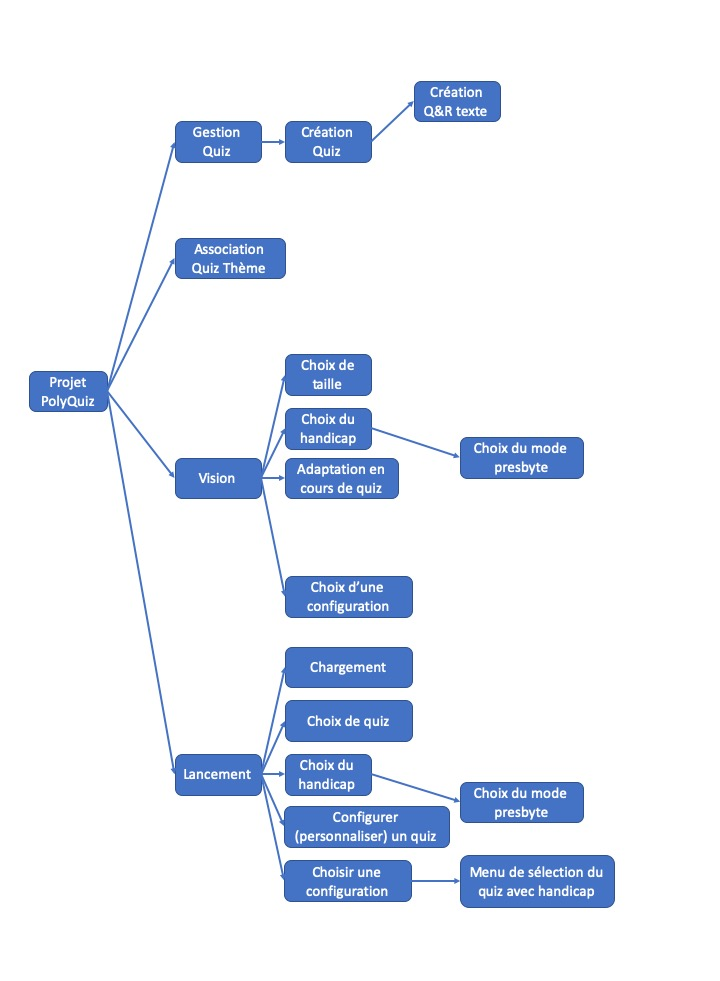 Création
Q&R texte
Gestion
Quiz
Création
Quiz
Association
Quiz Thème
Projet
PolyQuiz
Choix de
taille
Choix du
handicap
Choix du mode
presbyte
Vision
Adaptation en
cours de quiz
Choix d’une
configuration
Chargement
Choix de quiz
Lancement
Choix du
handicap
Choix du mode
presbyte
Configurer
(personnaliser) un quiz
Choisir une
configuration
Menu de sélection du
quiz avec handicap